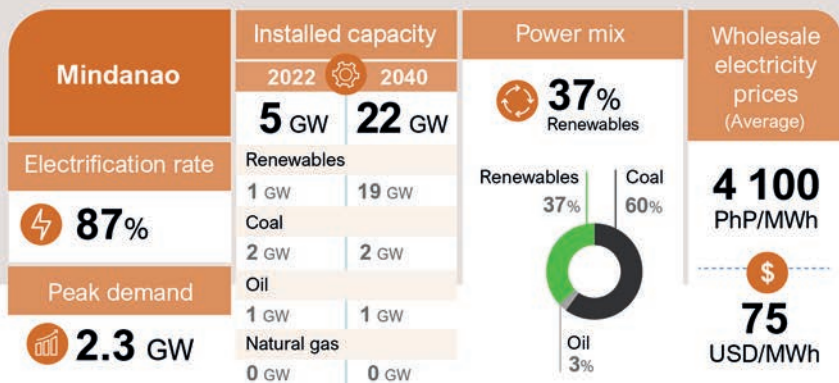 Mindanao
Electrification rate
87%
Peak demand
2.3 GW
Installed capacity
2022 2040
5 GW 22 GW
Renewables
1 GW 19 GW
Coal
2 GW 2 GW
Oil
1 GW 1 GW
Natural gas
0 GW 0 GW
Power mix
37%
Renewables
Renewables Coal
37% 60%
Oil
3%
Wholesale
electricity
prices
(Average)
4 100
PhP/MWh
$
75
USD/MWh